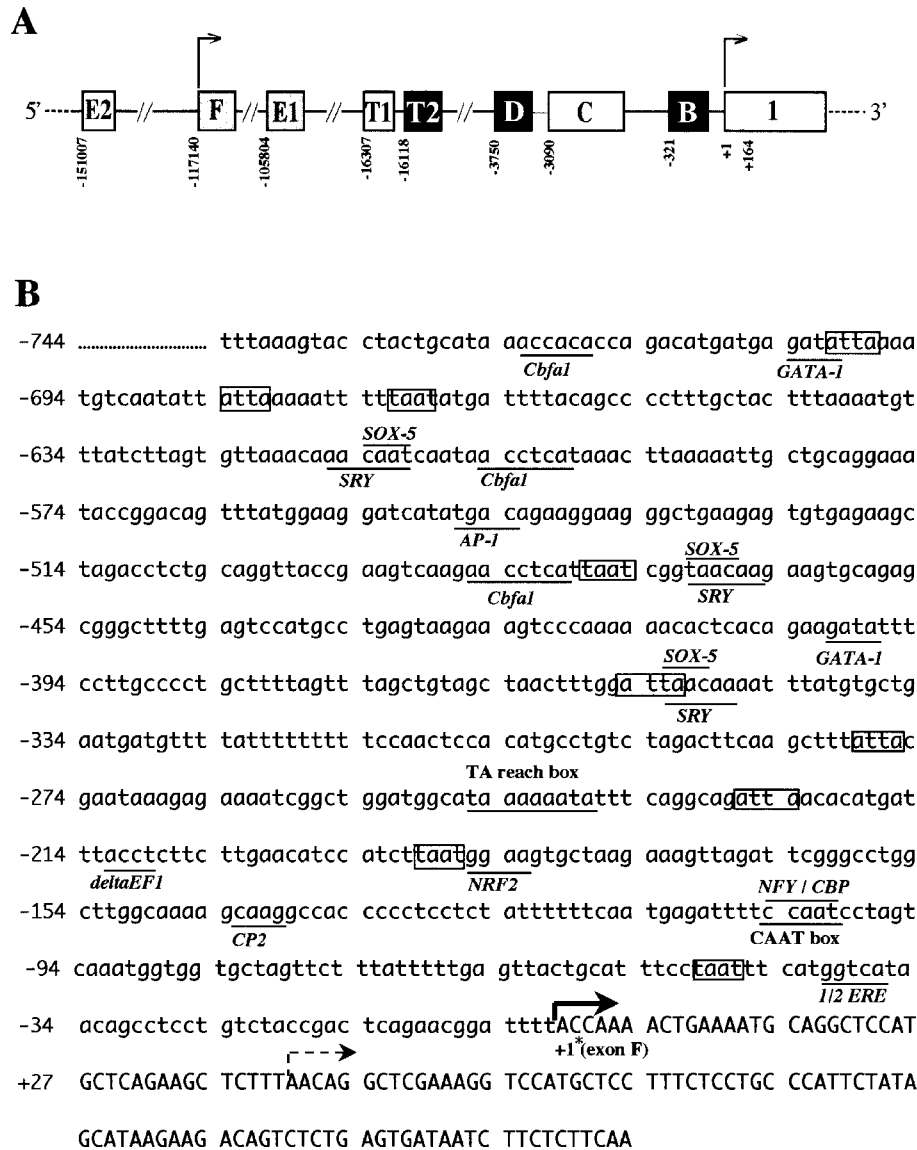 A
5' E2 // F // E1 // T1 T2 // D C B 1 3'
-151007 -117140 -105804 -16307 -16118 -3750 -3090 -321 +1 +164
B
-744 .............................. tttaaagtac ctactgcata aaccacacca gacatgatga gatattaaaa
Cbfa1 GATA-1
-694 tgtcaatatt attaaaaatt tttaatatga ttttacagcc cctttgctac tttaaaatgt
SOX-5
-634 ttatcttagt gttaaacaaa acaatcaata acctcataaac ttaaaaattg ctgcaggaaa
SRY Cbfa1
-574 taccggacag tttatggaag gatcatatga cagaaggaag ggctgaagag tgtgagaagc
AP-1
SOX-5
-514 tagacctctg caggttaccg aagtcaagaa cctcattaat cggtaacaag aagtgcagag
Cbfa1 SRY
-454 cgggcttttg agtccatgcc tgagtaagaa agtcccaaaa aacactcaca gaagatattt
SOX-5 GATA-1
-394 ccttgcccct gcttttagtt tagctgtagc taactttgga ttaacaaaat ttatgtgctg
SRY
-334 aatgatgttt tatttttttt tccaactcca catgcctgtc tagacttcaa gctttattac
TA reach box
-274 gaataaagag aaaatcggct ggatggcata aaaaatattt caggcagatt aacacatgat
-214 ttacctcttc ttgaacatcc atcttaatgg aagtgctaag aaagttagat tcgggcctgg
deltaEF1 NRF2 NFY / CBP
-154 cttggcaaaa gcaaggccac cccctcctct attttttcaa tgagattttc caatcctagt
CP2 CAAT box
-94 caaatggtgg tgctagttct ttatttttga gttactgcat ttcctaattt catggtcata
1/2 ERE
-34 acagcctcct gtctaccgac tcagaacgga ttttACCAAA ACTGAAAATG CAGGCTCCAT
+1*(exon F)
+27 GCTCAGAAGC TCTTTAACAG GCTCGAAAGG TCCATGCTCC TTTCTCCTGC CCATTCTATA
GCATAAGAAG ACAGTCTCTG AGTGATAATC TTCTCTTCAA